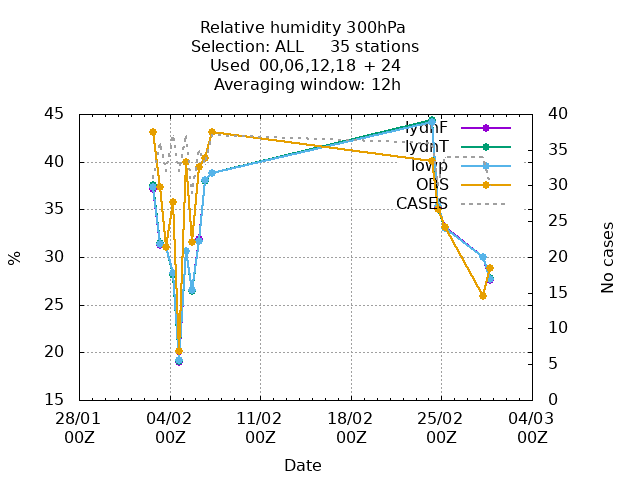 Relative humidity 300hPa
Selection: ALL 35 stations
Used 00,06,12,18 + 24
Averaging window: 12h
45
40
35
30
25
20
15
%
40
35
30
25
20
15
10
5
0
No cases
lydnF
lydnT
lowp
OBS
CASES
28/01 04/02 11/02 18/02 25/02 04/03
00Z 00Z 00Z 00Z 00Z 00Z
Date